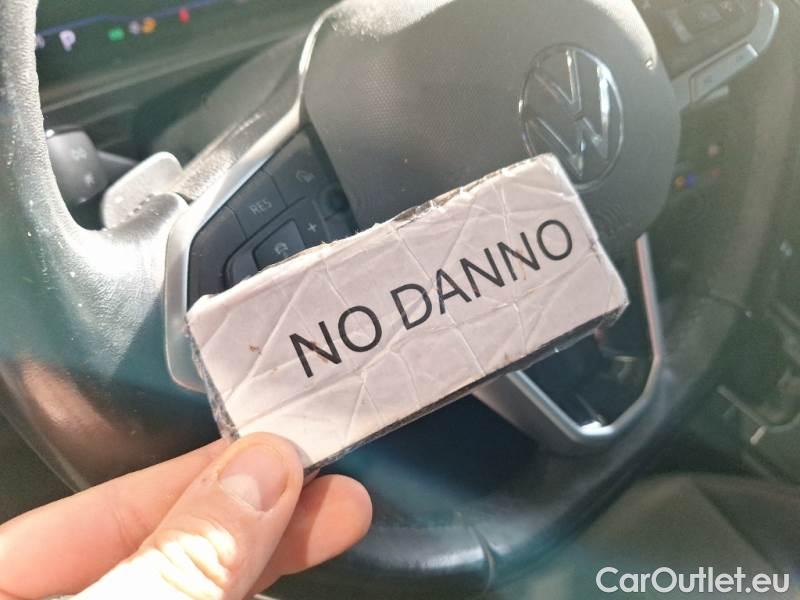 P
RES
+
NO DANNO
CarOutlet.eu